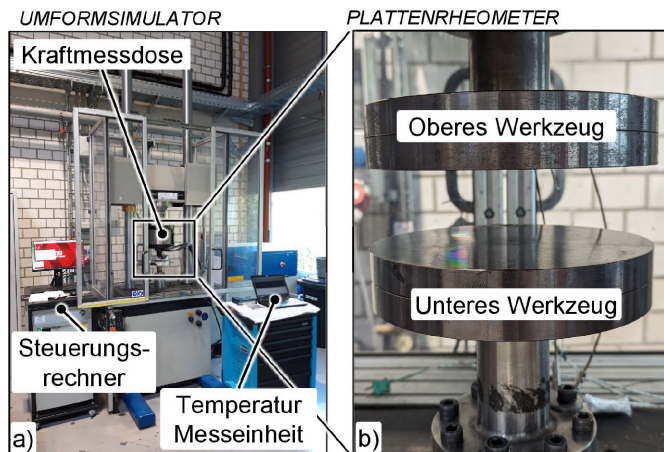 UMFORMSIMULATOR
PLATTENRHEOMETER
Kraftmessdose
Oberes Werkzeug
Unteres Werkzeug
Steuerungs-
rechner
Temperatur
Messeinheit
a)
b)